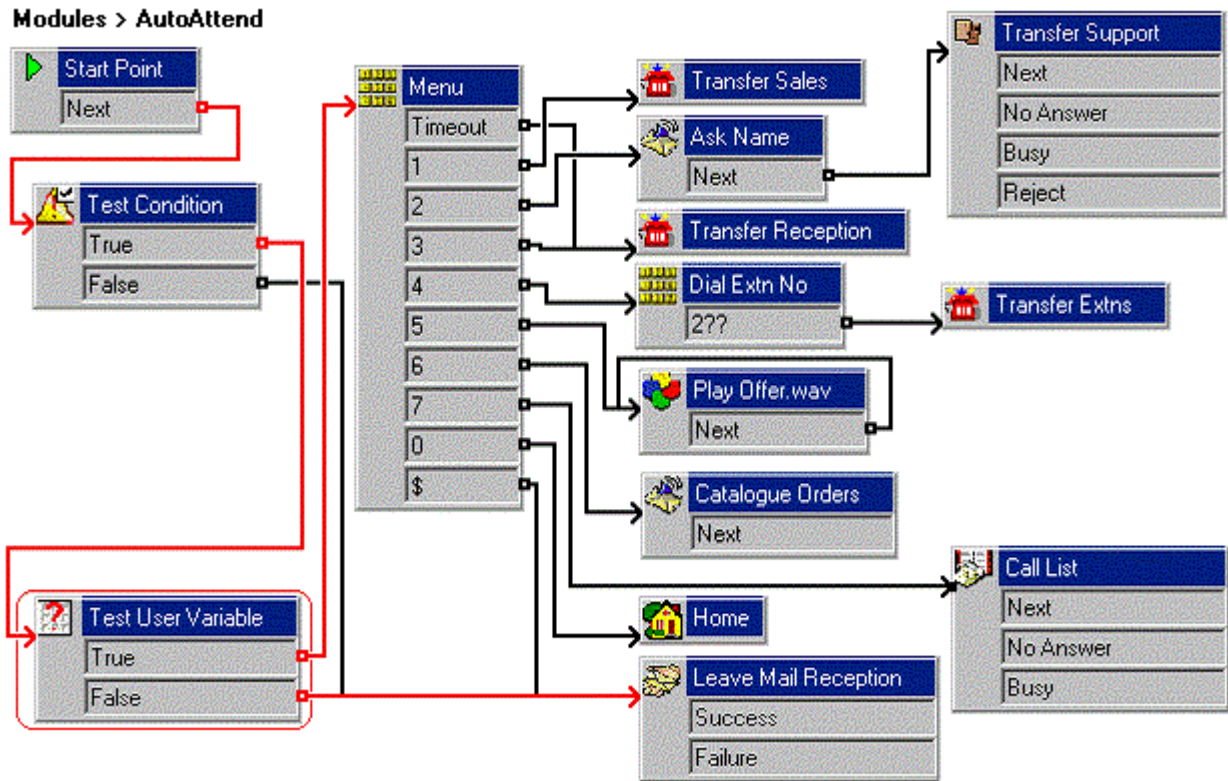 Modules > AutoAttend
Start Point
Next
Test Condition
True
False
Test User Variable
True
False
Menu
Timeout
1
2
3
4
5
6
7
0
$
Transfer Sales
Ask Name
Next
Transfer Reception
Dial Extn No
2??
Play Offer.wav
Next
Catalogue Orders
Next
Home
Leave Mail Reception
Success
Failure
Transfer Support
Next
No Answer
Busy
Reject
Transfer Extns
Call List
Next
No Answer
Busy